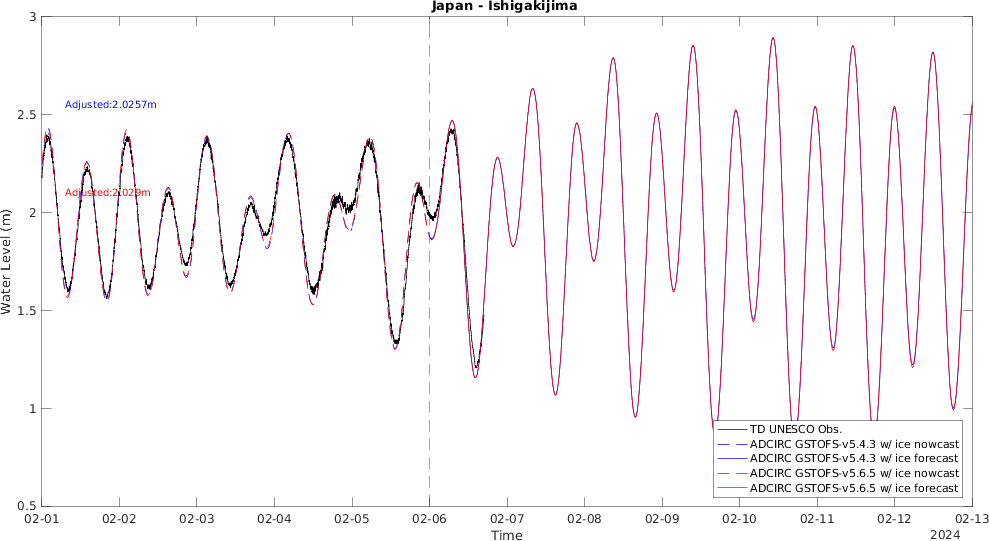 Japan - Ishigakijima
3
2.5
2
1.5
1
0.5
Water Level (m)
Adjusted:2.0257m
Adjusted:2.029m
TD UNESCO Obs.
ADCIRC GSTOFS-v5.4.3 w/ ice nowcast
ADCIRC GSTOFS-v5.4.3 w/ ice forecast
ADCIRC GSTOFS-v5.6.5 w/ ice nowcast
ADCIRC GSTOFS-v5.6.5 w/ ice forecast
02-01 02-02 02-03 02-04 02-05 02-06 02-07 02-08 02-09 02-10 02-11 02-12 02-13
Time
2024